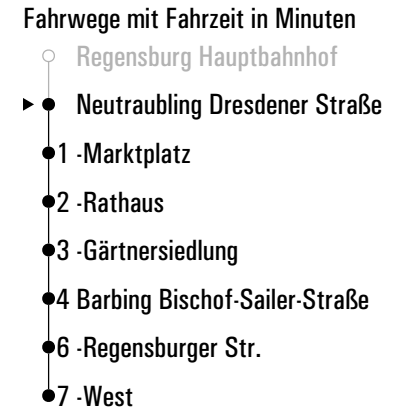 Fahrwege mit Fahrzeit in Minuten
Regensburg Hauptbahnhof
Neutraubling Dresdener Straße
1 -Marktplatz
2 -Rathaus
3 -Gärtnersiedlung
4 Barbing Bischof-Sailer-Straße
6 -Regensburger Str.
7 -West